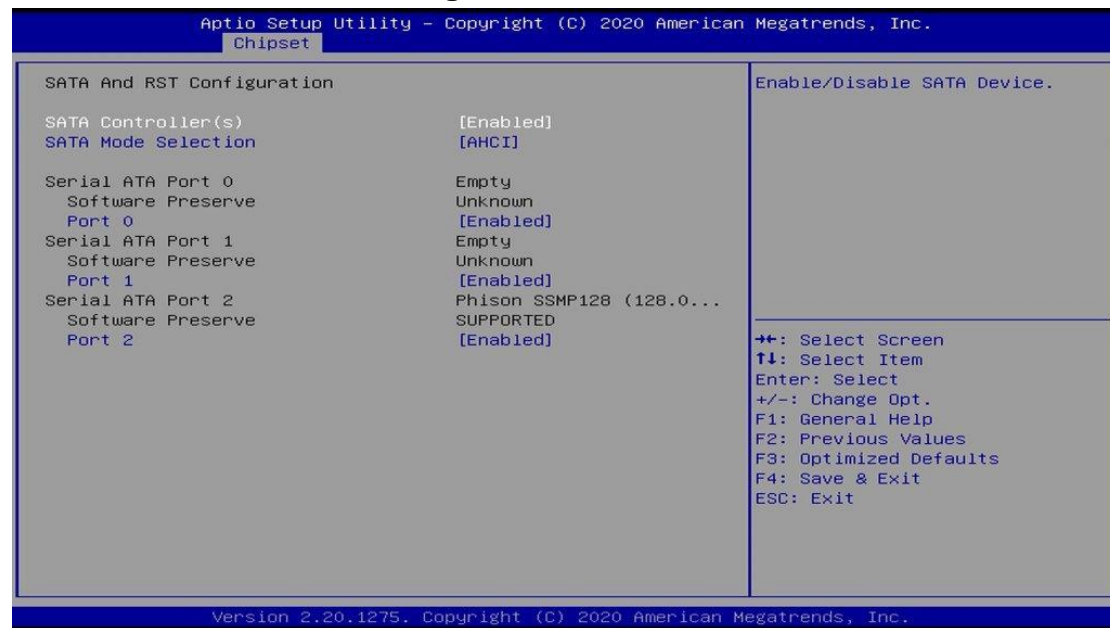 Aptio Setup Utility – Copyright (C) 2020 American Megatrends, Inc.
Chipset
SATA And RST Configuration
SATA Controller(s) [Enabled]
SATA Mode Selection [AHCI]
Serial ATA Port 0 Empty
Software Preserve Unknown
Port 0 [Enabled]
Serial ATA Port 1 Empty
Software Preserve Unknown
Port 1 [Enabled]
Serial ATA Port 2 Phison SSMP128 (128.0...
Software Preserve SUPPORTED
Port 2 [Enabled]
Enable/Disable SATA Device.
→←: Select Screen
↑↓: Select Item
Enter: Select
+/-: Change Opt.
F1: General Help
F2: Previous Values
F3: Optimized Defaults
F4: Save & Exit
ESC: Exit
Version 2.20.1275. Copyright (C) 2020 American Megatrends, Inc.